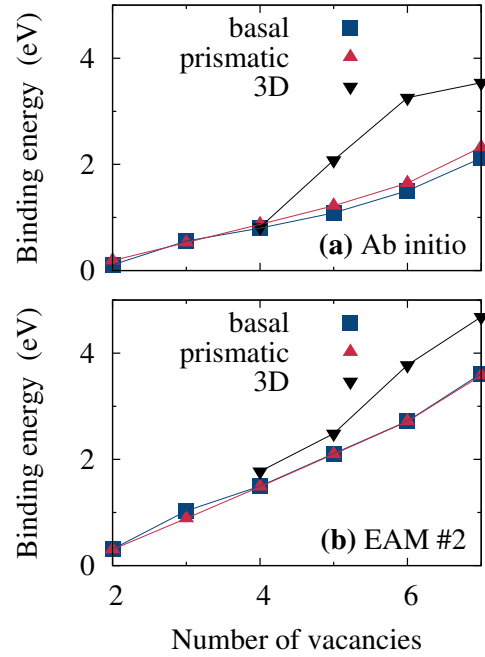 Binding energy (eV)
4
2
0
basal
prismatic
3D
(a) Ab initio
Binding energy (eV)
4
2
0
basal
prismatic
3D
(b) EAM #2
2 4 6
Number of vacancies